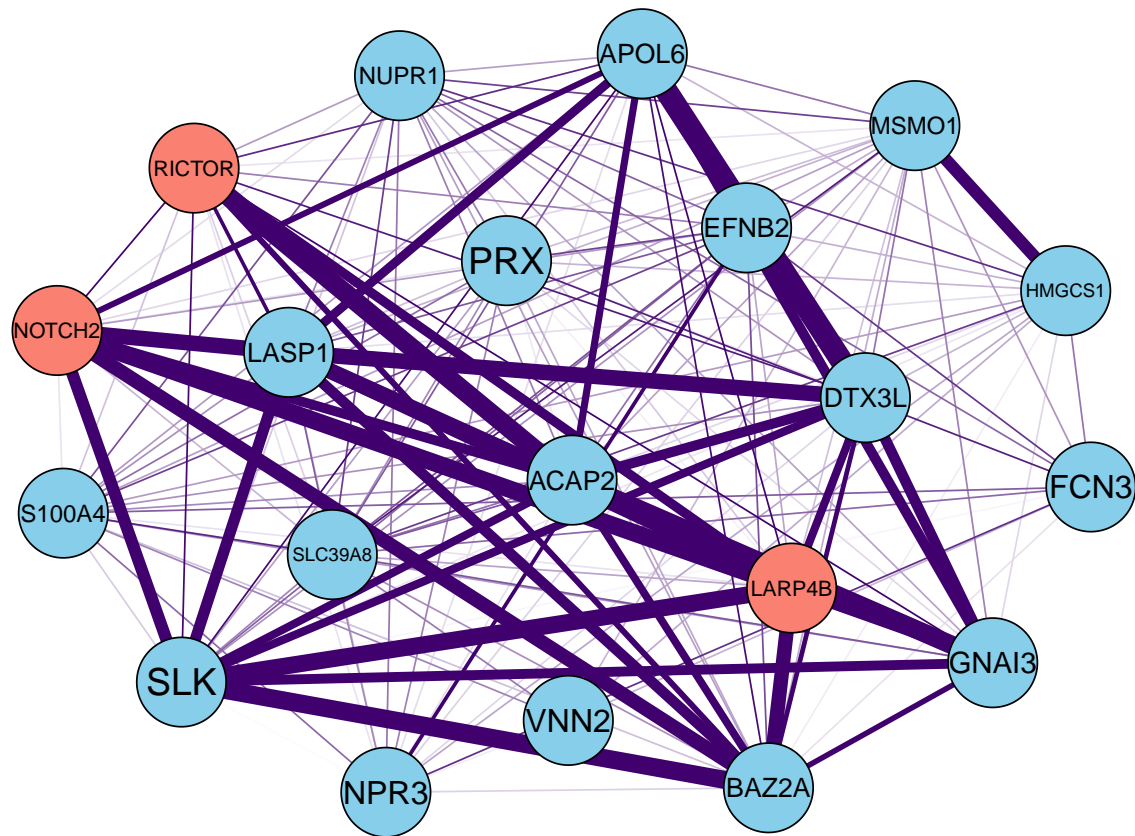 APOL6
NUPR1
MSMO1
RICTOR
EFNB2
PRX
HMGCS1
NOTCH2
LASP1
DTX3L
ACAP2
FCN3
S100A4
SLC39A8
LARP4B
GNAI3
SLK
VNN2
BAZ2A
NPR3